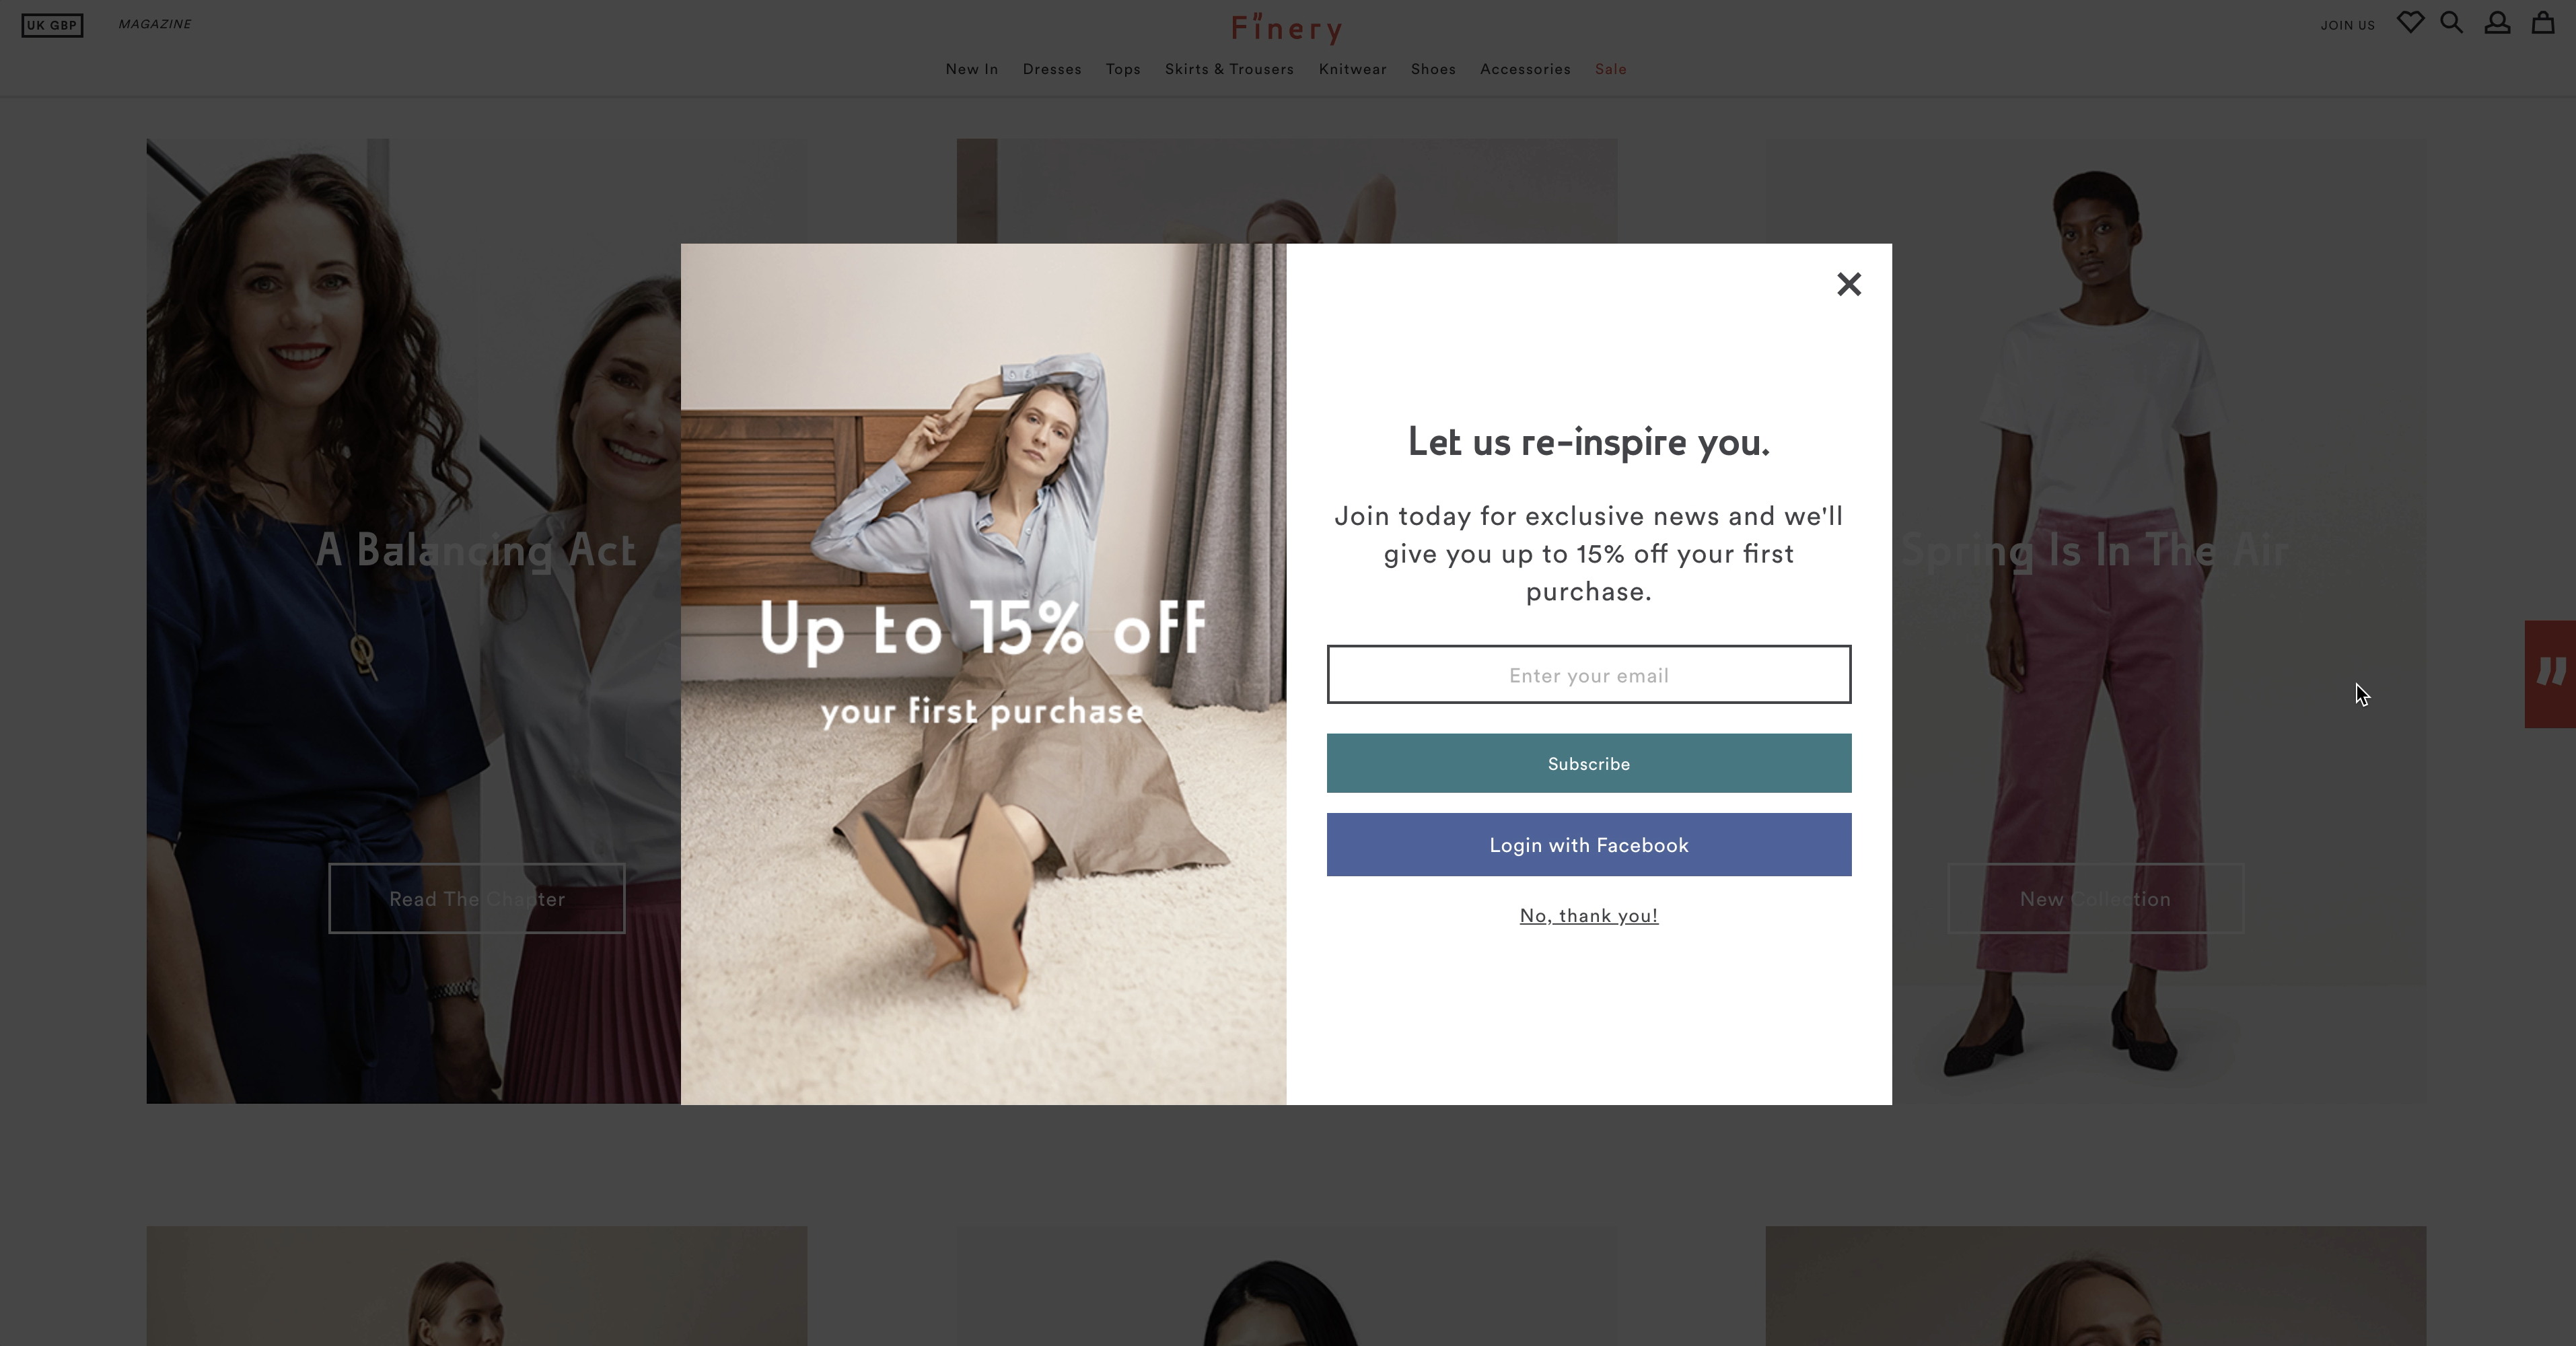 UK GBP
MAGAZINE
Finery
JOIN US
New In Dresses Tops Skirts & Trousers Knitwear Shoes Accessories Sale
A Balancing Act
Read The Chapter
Up to 15% off
your first purchase
Let us re-inspire you.
Join today for exclusive news and we'll
give you up to 15% off your first
purchase.
Enter your email
Subscribe
Login with Facebook
No, thank you!
Spring Is In The Air
New Collection